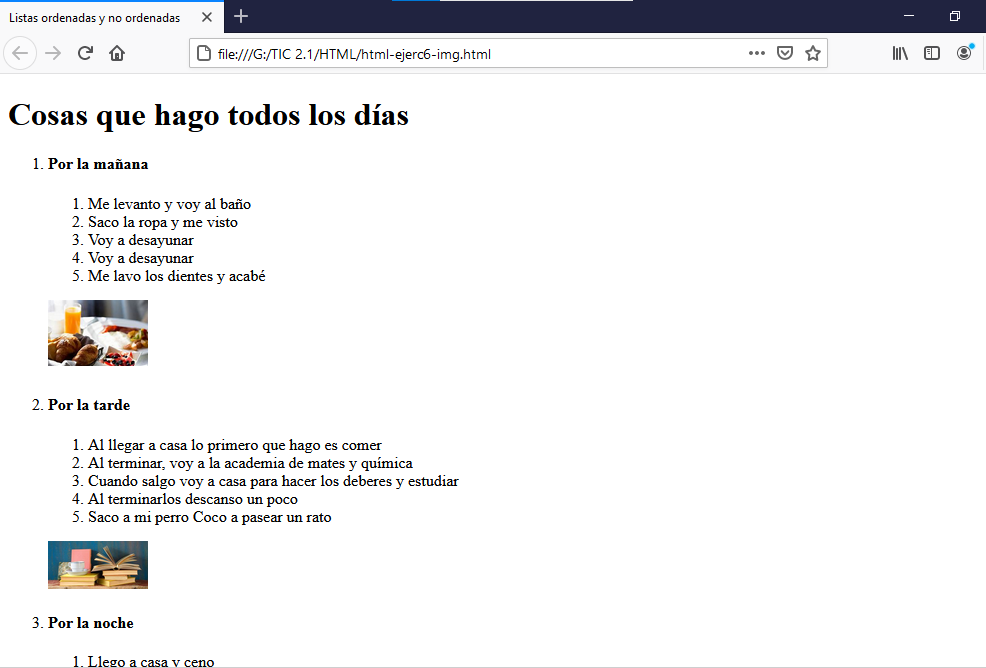 Listas ordenadas y no ordenadas
file:///G:/TIC 2.1/HTML/html-ejerc6-img.html
Cosas que hago todos los días
1. Por la mañana
1. Me levanto y voy al baño
2. Saco la ropa y me visto
3. Voy a desayunar
4. Voy a desayunar
5. Me lavo los dientes y acabé
2. Por la tarde
1. Al llegar a casa lo primero que hago es comer
2. Al terminar, voy a la academia de mates y química
3. Cuando salgo voy a casa para hacer los deberes y estudiar
4. Al terminarlos descanso un poco
5. Saco a mi perro Coco a pasear un rato
3. Por la noche
1. Llego a casa y ceno